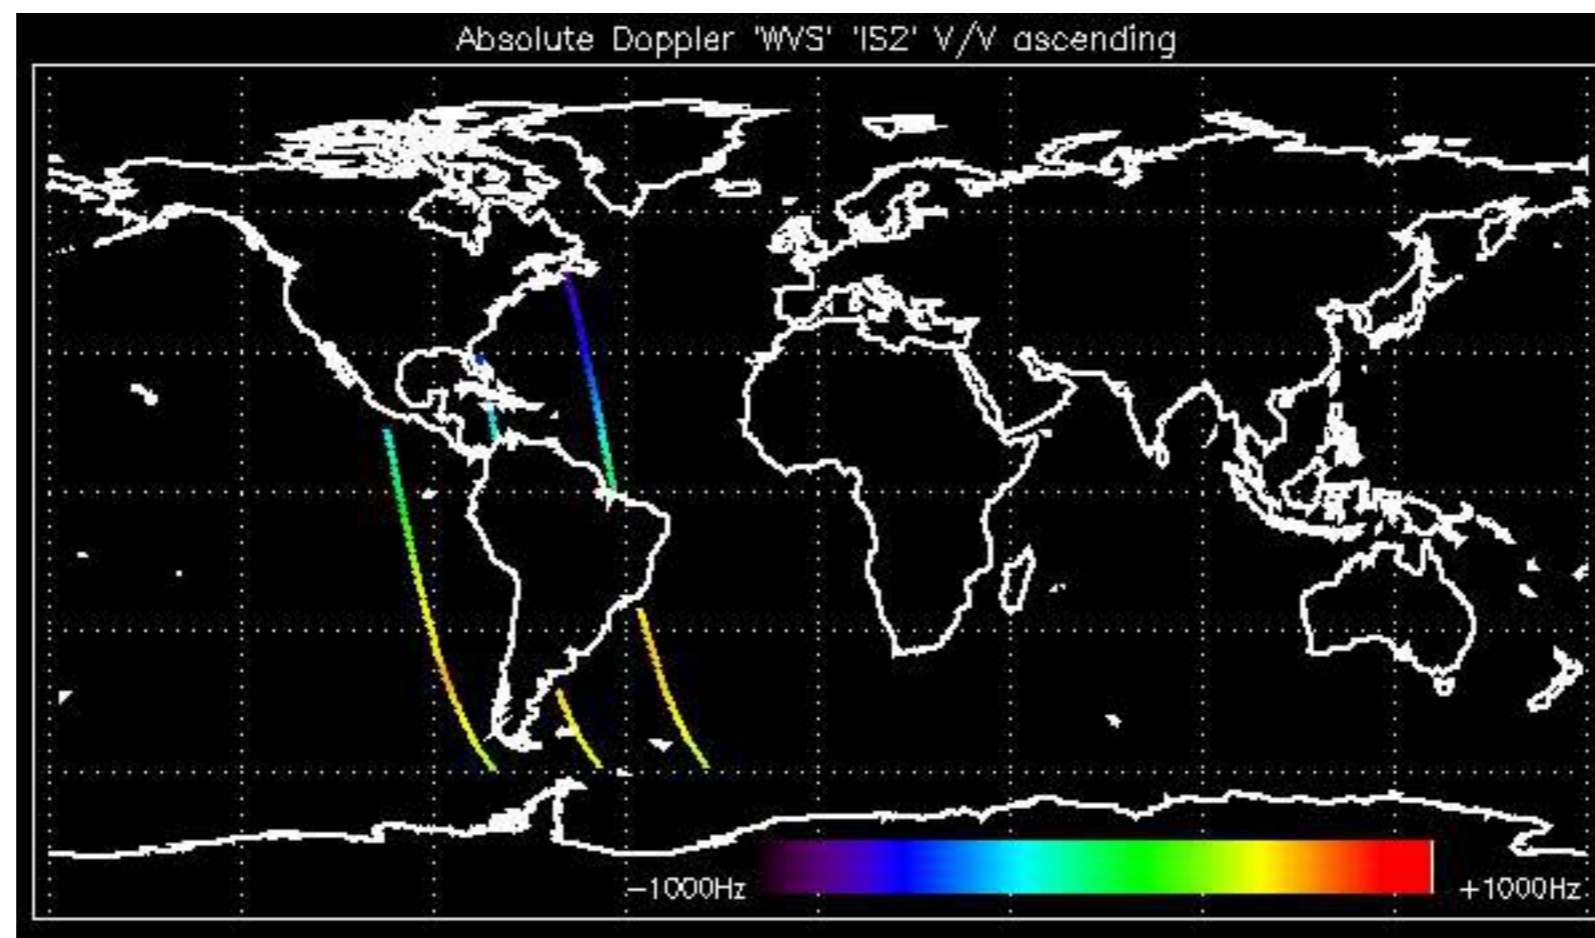 Absolute Doppler 'WVS' 'IS2' V/V ascending
−1000Hz
+1000Hz